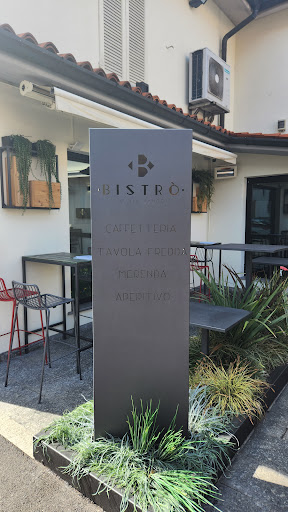 B
BISTRÒ
CAFFETTERIA
TAVOLA FREDDA
MERENDA
APERITIVO